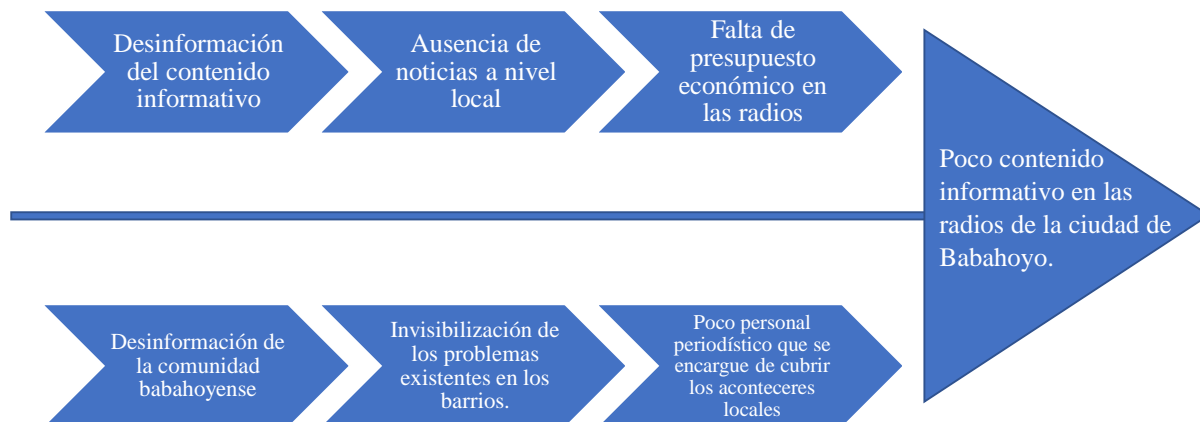 Desinformación
del contenido
informativo
Ausencia de
noticias a nivel
local
Falta de
presupuesto
económico en
las radios
Poco contenido
informativo en las
radios de la ciudad de
Babahoyo.
Desinformación de
la comunidad
babahoyense
Invisibilización de
los problemas
existentes en los
barrios.
Poco personal
periodístico que se
encargue de cubrir
los aconteceres
locales